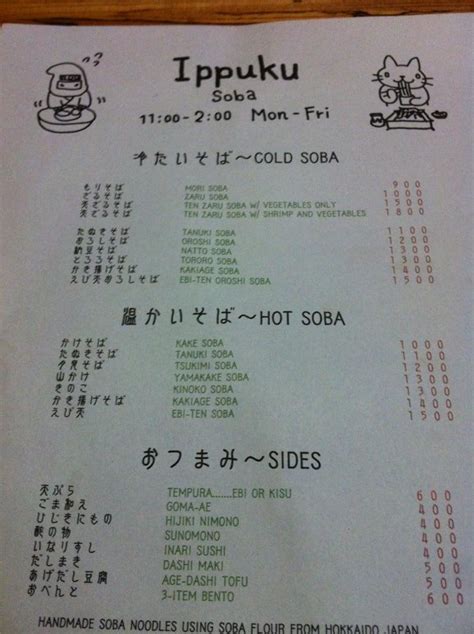 Ippuku
Soba
11:00-2:00 Mon-Fri
冷たいそば~COLD SOBA
もりそば MORI SOBA 900
ざるそば ZARU SOBA 1000
天ざるそば TEN ZARU SOBA W/ VEGETABLES ONLY 1500
天ざるそば TEN ZARU SOBA W/ SHRIMP AND VEGETABLES 1800
たぬきそば TANUKI SOBA 1100
おろしそば OROSHI SOBA 1200
納豆そば NATTO SOBA 1300
とろろそば TORORO SOBA 1300
かき揚げそば KAKIAGE SOBA 1400
えび天おろしそば EBI-TEN OROSHI SOBA 1500
温かいそば~HOT SOBA
かけそば KAKE SOBA 1000
たぬきそば TANUKI SOBA 1100
月見そば TSUKIMI SOBA 1200
山かけ YAMAKAKE SOBA 1300
きのこ KINOKO SOBA 1300
かき揚げそば KAKIAGE SOBA 1400
えび天 EBI-TEN SOBA 1500
おつまみ~SIDES
天ぷら TEMPURA......EBI OR KISU 600
ごま和え GOMA-AE 400
ひじきにもの HIJIKI NIMONO 400
酢の物 SUNOMONO 400
いなりすし INARI SUSHI 400
だしまき DASHI MAKI 500
あげだし豆腐 AGE-DASHI TOFU 500
おべんと 3-ITEM BENTO 600
HANDMADE SOBA NOODLES USING SOBA FLOUR FROM HOKKAIDO JAPAN